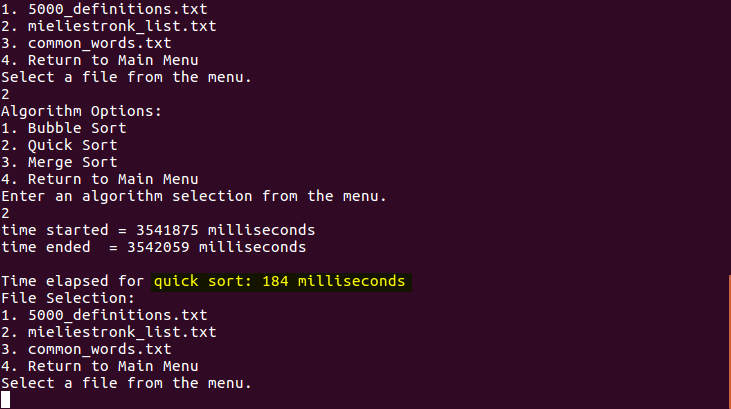 1. 5000_definitions.txt
2. mieliestronk_list.txt
3. common_words.txt
4. Return to Main Menu
Select a file from the menu.
2
Algorithm Options:
1. Bubble Sort
2. Quick Sort
3. Merge Sort
4. Return to Main Menu
Enter an algorithm selection from the menu.
2
time started = 3541875 milliseconds
time ended  = 3542059 milliseconds

Time elapsed for quick sort: 184 milliseconds
File Selection:
1. 5000_definitions.txt
2. mieliestronk_list.txt
3. common_words.txt
4. Return to Main Menu
Select a file from the menu.